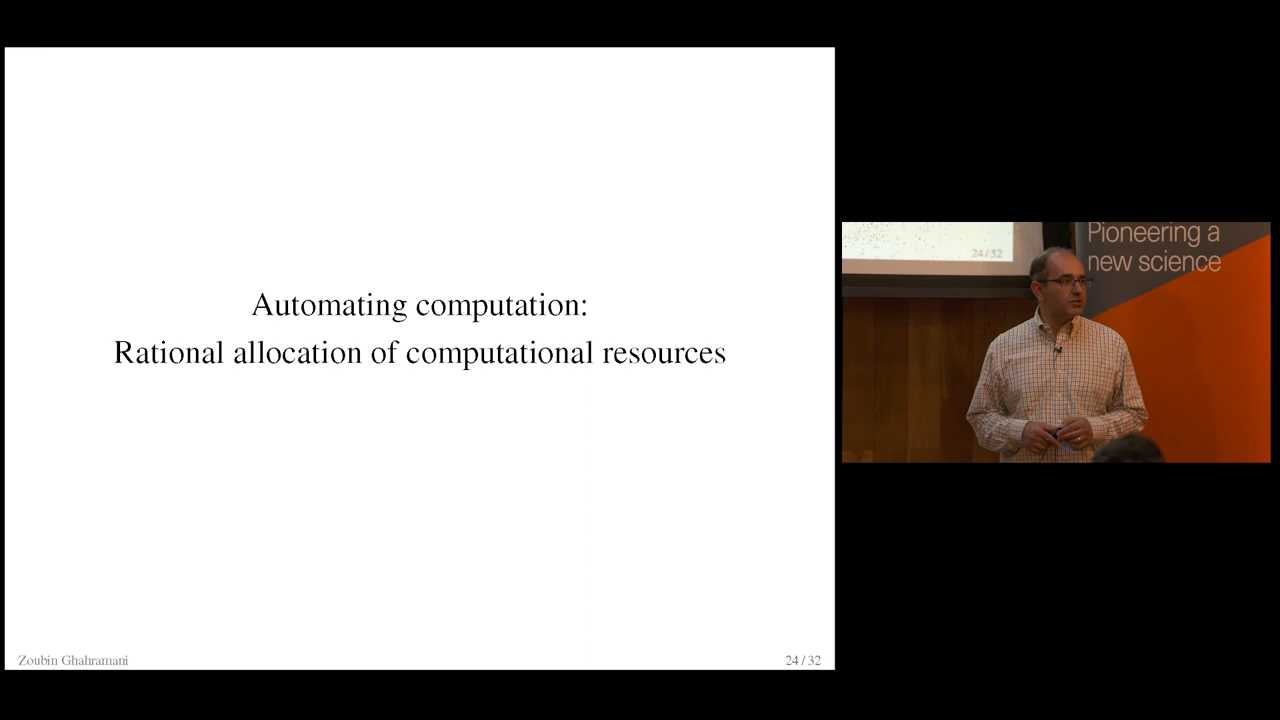 Automating computation:
Rational allocation of computational resources
Zoubin Ghahramani
24 / 32
24 / 32
Pioneering a
new science